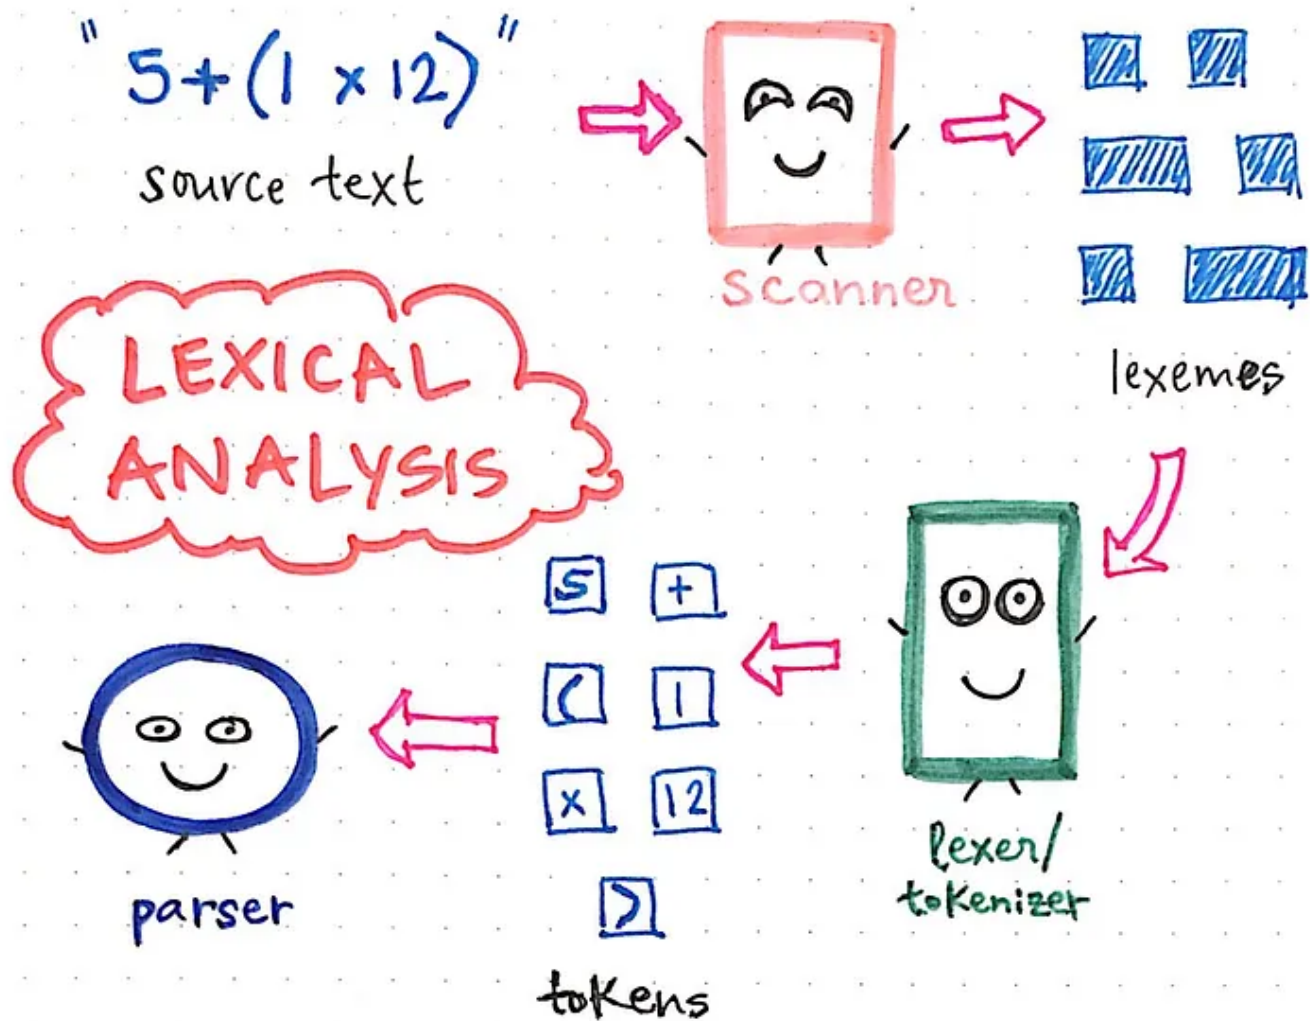 " 5+(1 x 12) "
source text
scanner
lexemes
LEXICAL
ANALYSIS
lexer/
tokenizer
5 +
( 1
x 12
)
tokens
parser